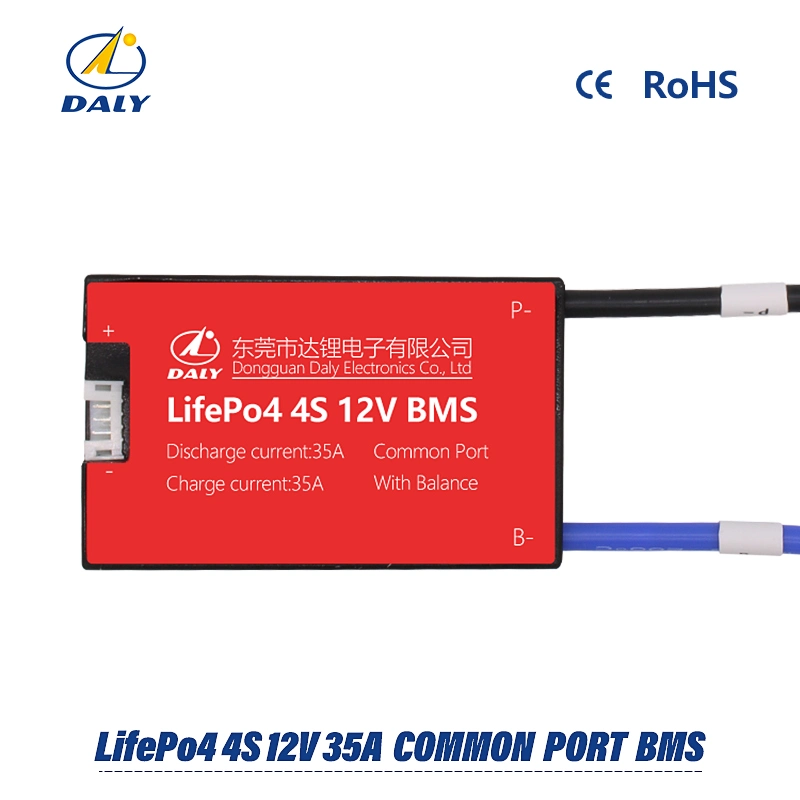 DALY
CE RoHS
P-
+
DALY
东莞市达锂电子有限公司
Dongguan Daly Electronics Co., Ltd
LifePo4 4S 12V BMS
Discharge current:35A Common Port
Charge current:35A With Balance
-
B-
LifePo4 4S 12V 35A COMMON PORT BMS